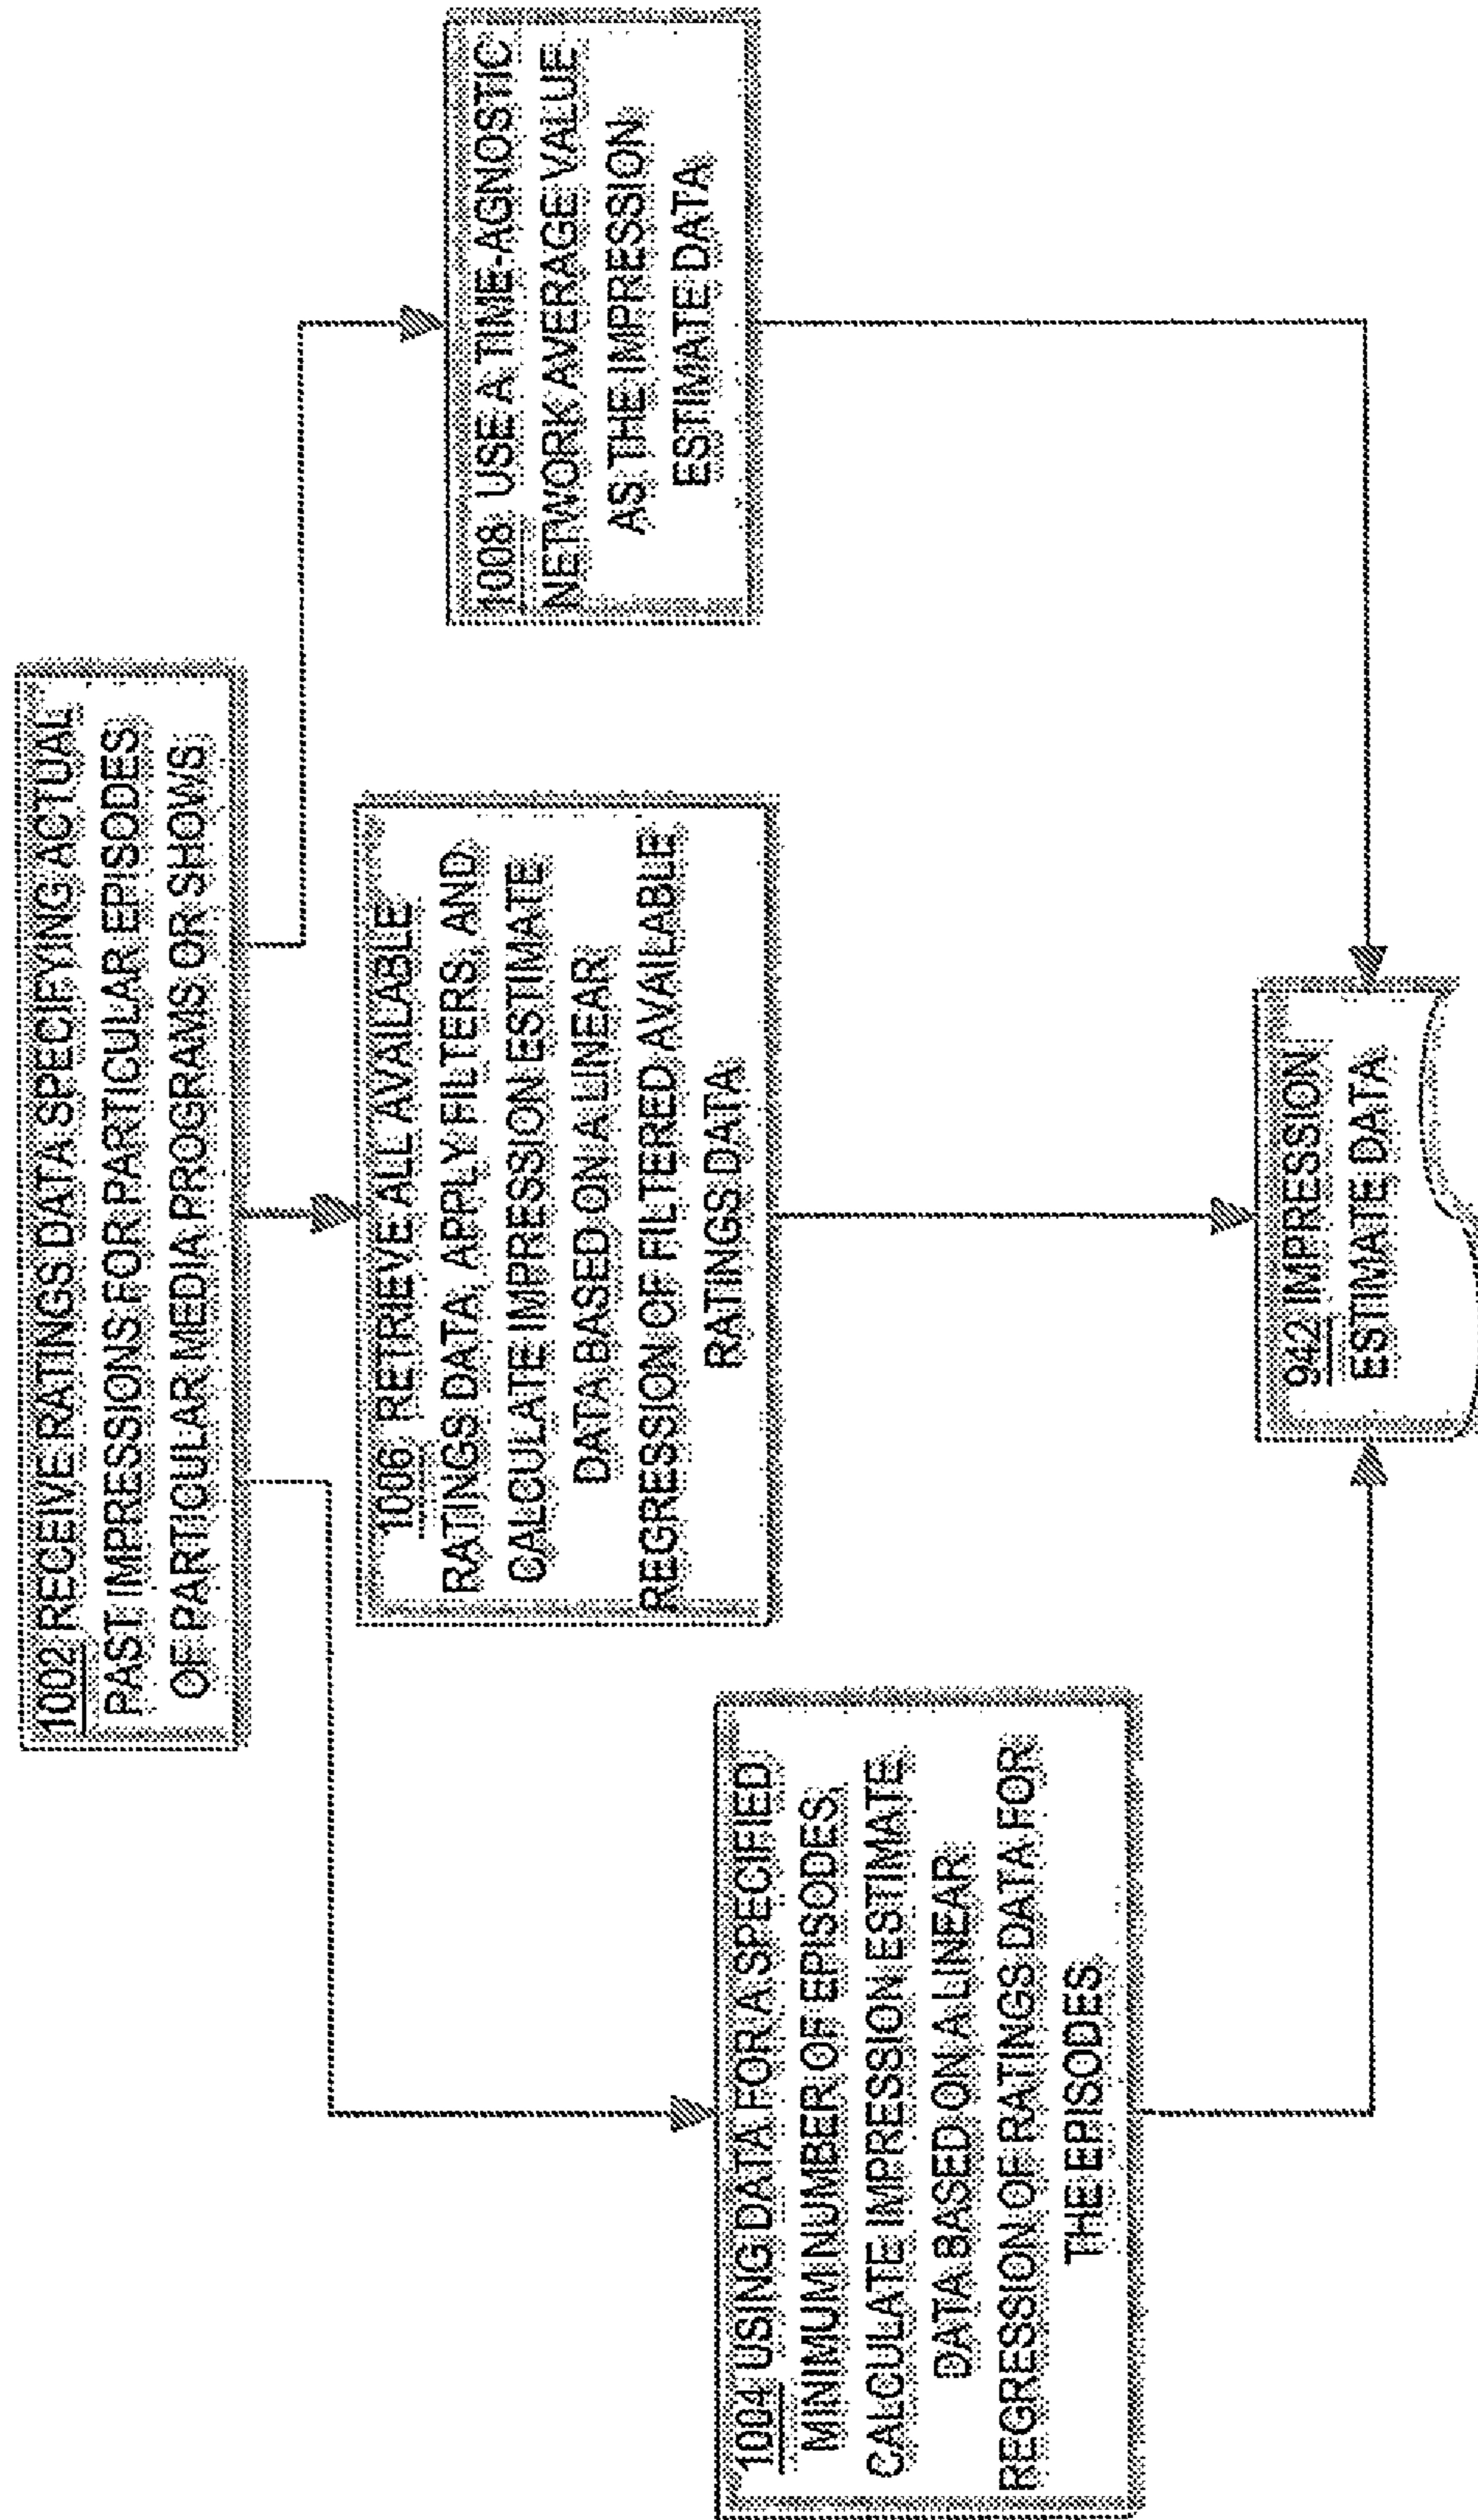 1002 RECEIVE RATINGS DATA SPECIFYING ACTUAL
PAST IMPRESSIONS FOR PARTICULAR EPISODES
OF PARTICULAR MEDIA PROGRAMS OR SHOWS
1004 USING DATA FOR A SPECIFIED
MINIMUM NUMBER OF EPISODES,
CALCULATE IMPRESSION ESTIMATE
DATA BASED ON A LINEAR
REGRESSION OF RATINGS DATA FOR
THE EPISODES
1006 RETRIEVE ALL AVAILABLE
RATINGS DATA, APPLY FILTERS, AND
CALCULATE IMPRESSION ESTIMATE
DATA BASED ON A LINEAR
REGRESSION OF FILTERED AVAILABLE
RATINGS DATA
1008 USE A TIME-AGNOSTIC
NETWORK AVERAGE VALUE
AS THE IMPRESSION
ESTIMATE DATA
942 IMPRESSION
ESTIMATE DATA